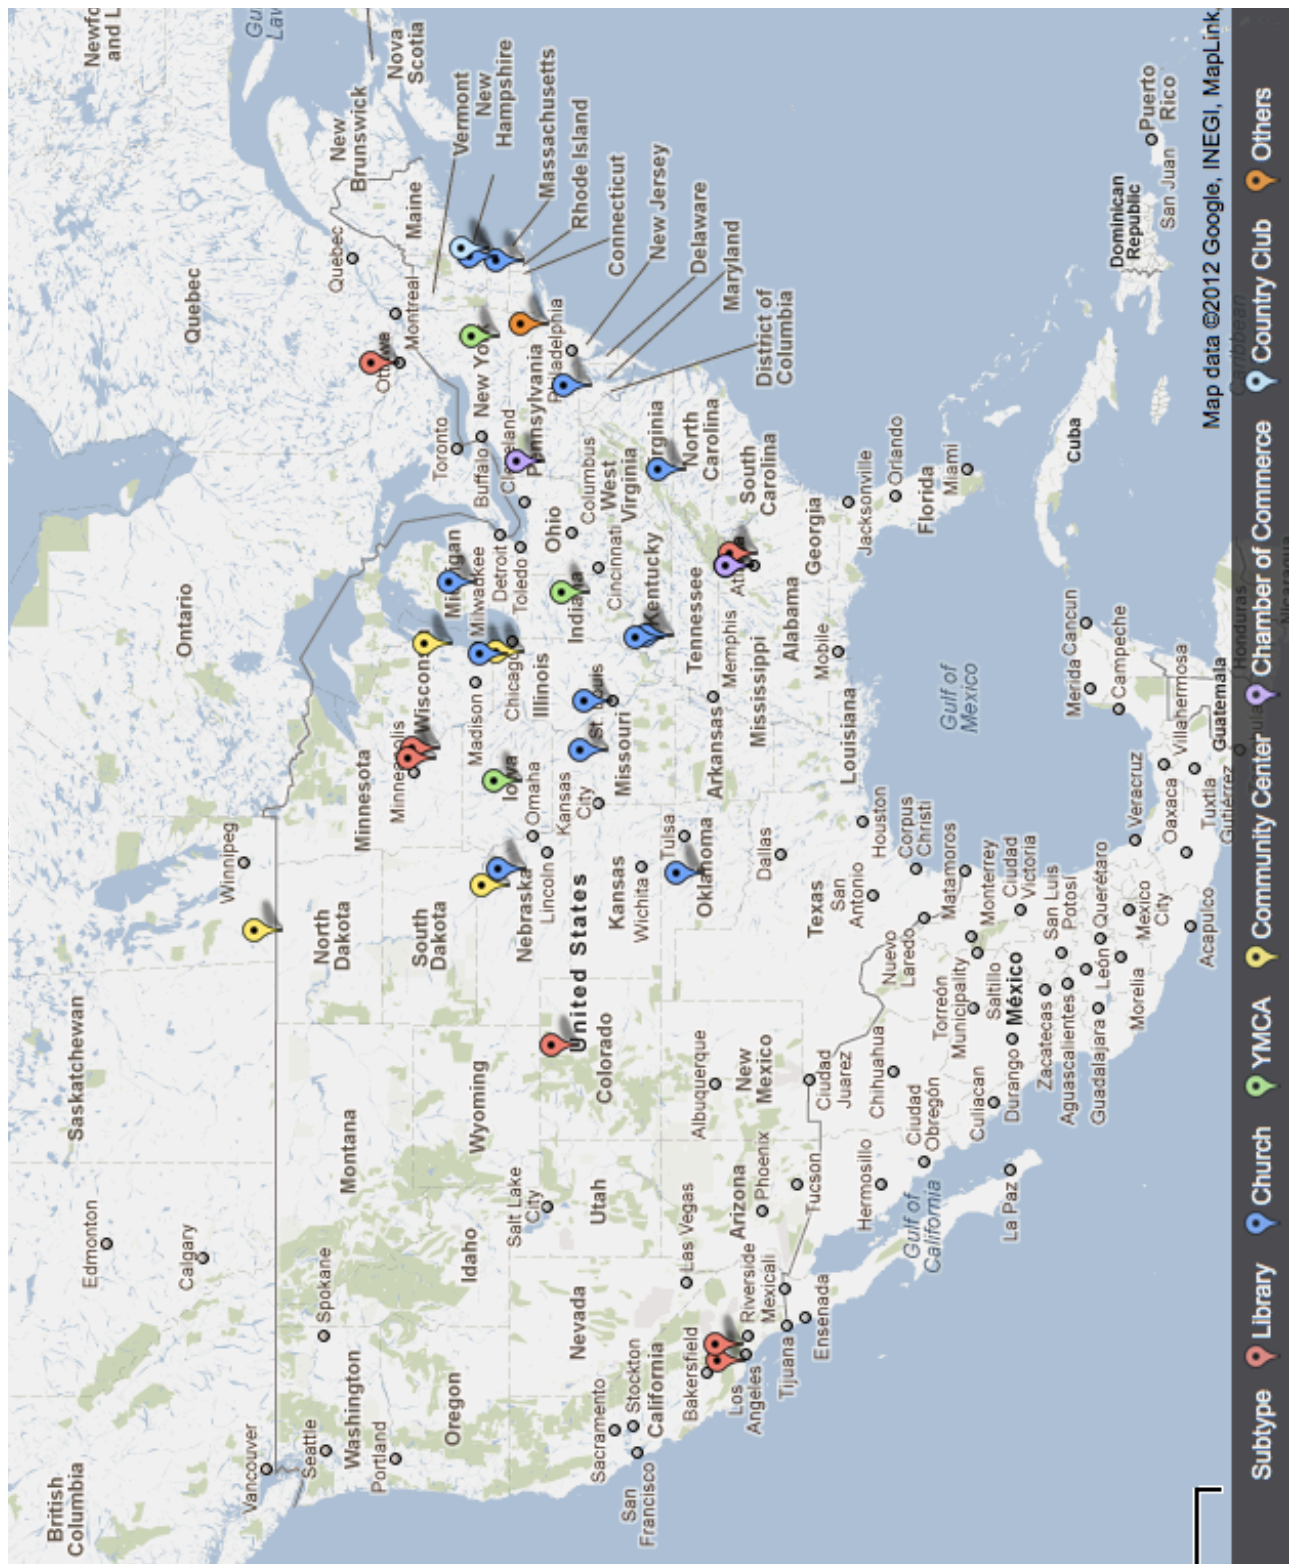 British
Columbia
Vancouver
Edmonton
Calgary
Saskatchewan
Winnipeg
Ontario
Quebec
Newfo
and L
Gu
Lav
Seattle
Spokane
Washington
Portland
Oregon
Montana
Idaho
Wyoming
North
Dakota
South
Dakota
Minnesota
Minneapolis
Wiscon
Madison
Milwaukee
Michigan
Detroit
Toledo
Toronto
Buffalo
Ottawa
Montreal
Quebec
New
Brunswick
Nova
Scotia
Maine
Vermont
New
Hampshire
Massachusetts
Rhode Island
Connecticut
New Jersey
Delaware
Maryland
District of
Columbia
New Yo
Philadelphia
Pennsylvania
Cleveland
Columbus
Ohio
West
Virginia
Virginia
Cincinnati
Indiana
Chicago
Illinois
Iowa
Omaha
Lincoln
Nebraska
United States
Salt Lake
City
Utah
Nevada
Sacramento
Stockton
San
Francisco
California
Colorado
Kansas
Kansas
City
Wichita
St. Louis
Missouri
Kentucky
Tennessee
Memphis
North
Carolina
South
Carolina
Georgia
Alabama
Mississippi
Arkansas
Tulsa
Oklahoma
Dallas
Texas
San
Antonio
Houston
Corpus
Christi
Louisiana
Mobile
Jacksonville
Orlando
Florida
Miami
Las Vegas
Bakersfield
Los
Angeles
Riverside
Mexicali
Tijuana
Ensenada
Arizona
Phoenix
Tucson
Albuquerque
New
Mexico
Ciudad
Juarez
Chihuahua
Hermosillo
Ciudad
Obregón
Gulf of
California
La Paz
Culiacan
Durango
Torreón
Municipality
Saltillo
Nuevo
Laredo
Matamoros
Monterrey
Ciudad
Victoria
México
Zacatecas
Aguascalientes
San Luis
Potosí
León
Querétaro
Guadalajara
Morelia
Mexico
City
Acapulco
Veracruz
Oaxaca
Tuxtla
Gutiérrez
Villahermosa
Merida
Cancun
Campeche
Gulf of
Mexico
Guatemala
Honduras
Nicaragua
Cuba
Caribbean
Dominican
Republic
Puerto
Rico
San Juan
Map data ©2012 Google, INEGI, MapLink,
Subtype Library Church YMCA Community Center Chamber of Commerce Country Club Others